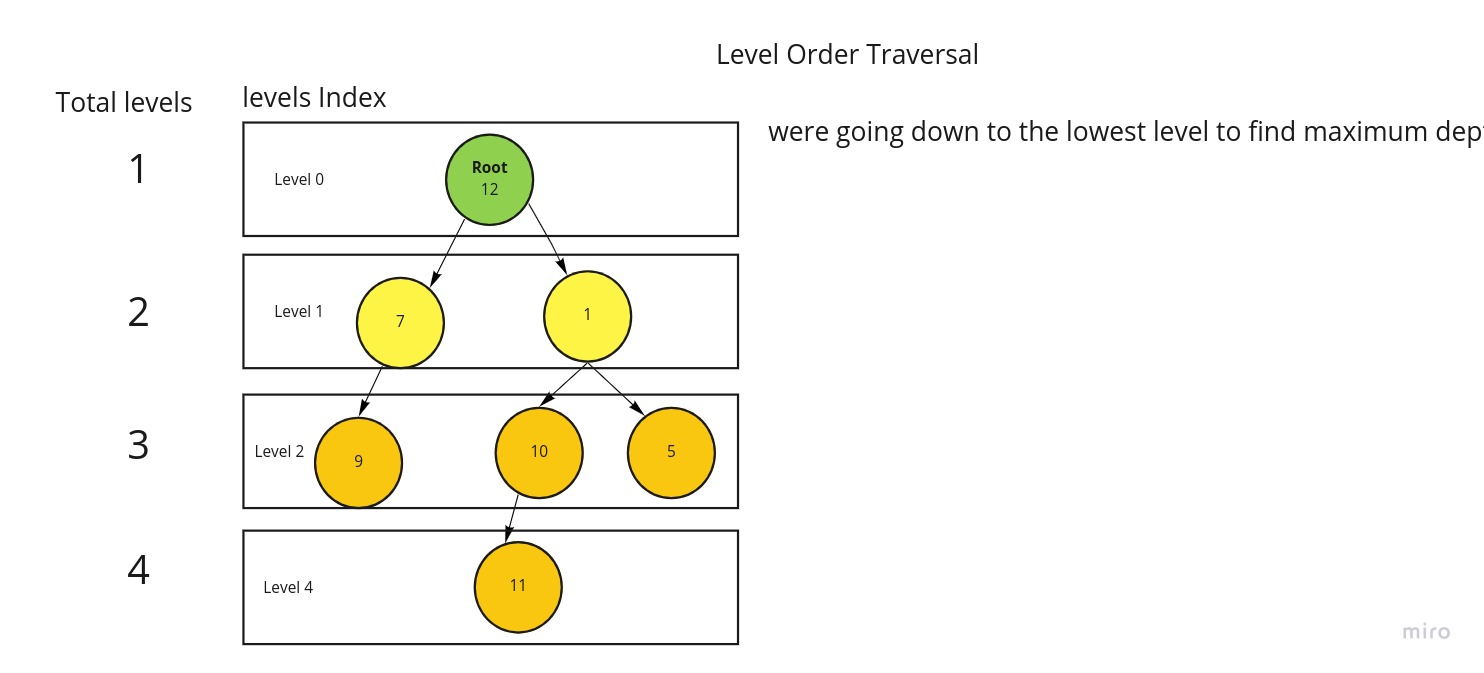 Level Order Traversal
Total levels
levels Index
were going down to the lowest level to find maximum
1
Level 0
Root
12
2
Level 1
7
1
3
Level 2
9
10
5
4
Level 4
11
miro